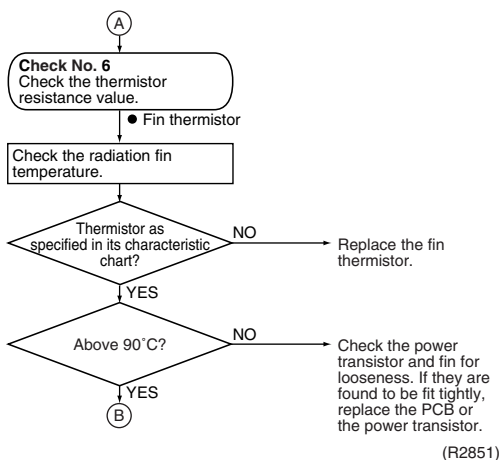 A
Check No. 6
Check the thermistor
resistance value.
● Fin thermistor
Check the radiation fin
temperature.
Thermistor as
specified in its characteristic
chart?
NO
Replace the fin
thermistor.
YES
Above 90˚C?
NO
Check the power
transistor and fin for
looseness. If they are
found to be fit tightly,
replace the PCB or
the power transistor.
YES
B
(R2851)